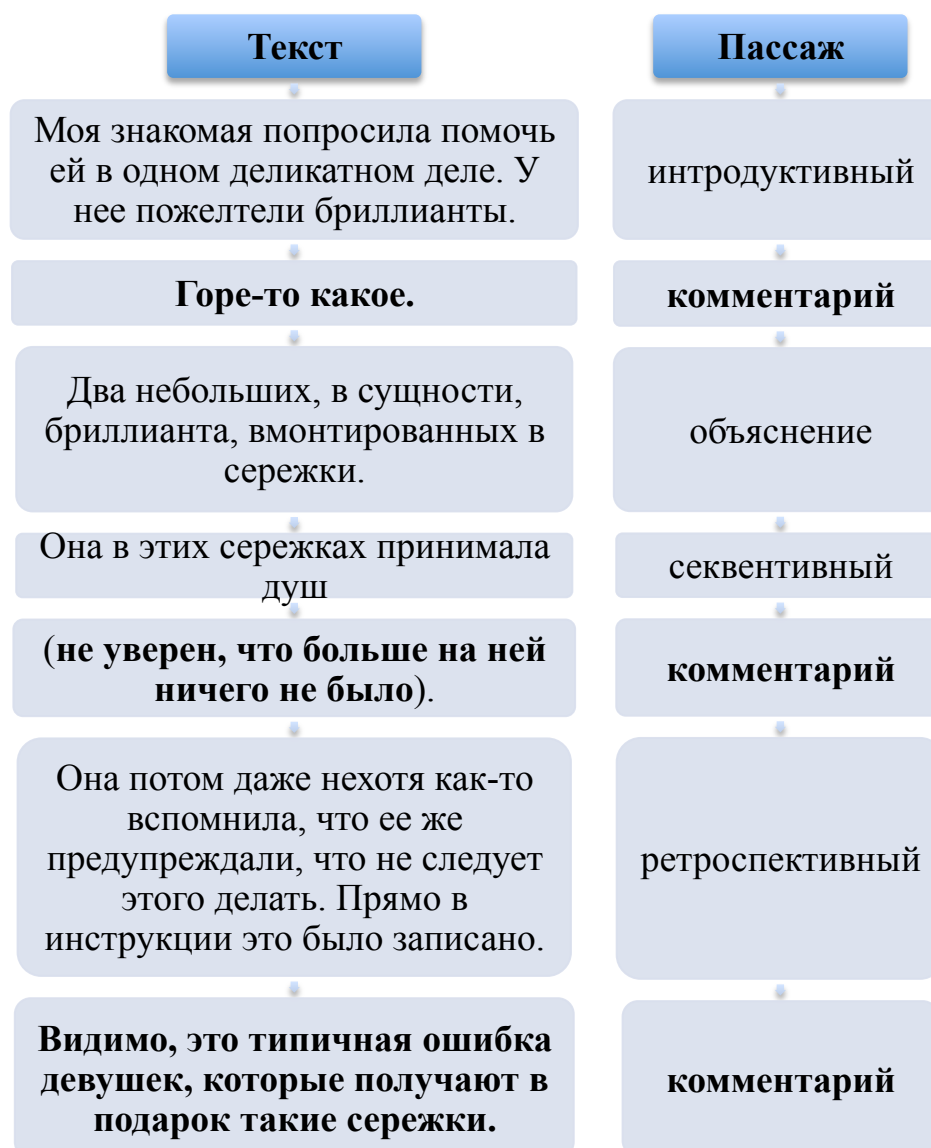 Текст
Пассаж
Моя знакомая попросила помочь
ей в одном деликатном деле. У
нее пожелтели бриллианты.
интродуктивный
Горе-то какое.
комментарий
Два небольших, в сущности,
бриллианта, вмонтированных в
сережки.
объяснение
Она в этих сережках принимала
душ
секвентивный
(не уверен, что больше на ней
ничего не было).
комментарий
Она потом даже нехотя как-то
вспомнила, что ее же
предупреждали, что не следует
этого делать. Прямо в
инструкции это было записано.
ретроспективный
Видимо, это типичная ошибка
девушек, которые получают в
подарок такие сережки.
комментарий